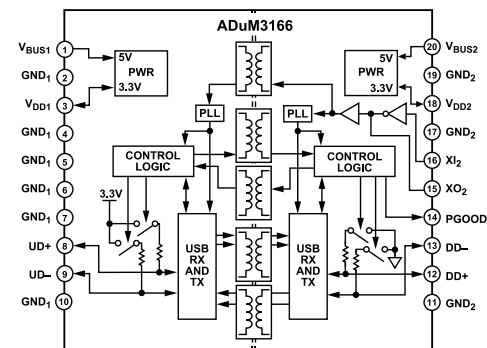 ADuM3166
VBUS1 1
GND1 2
VDD1 3
GND1 4
GND1 5
GND1 6
GND1 7
UD+ 8
UD– 9
GND1 10
5V
PWR
3.3V
PLL
CONTROL
LOGIC
3.3V
USB
RX
AND
TX
5V
PWR
3.3V
PLL
CONTROL
LOGIC
USB
RX
AND
TX
20 VBUS2
19 GND2
18 VDD2
17 GND2
16 XI2
15 XO2
14 PGOOD
13 DD–
12 DD+
11 GND2